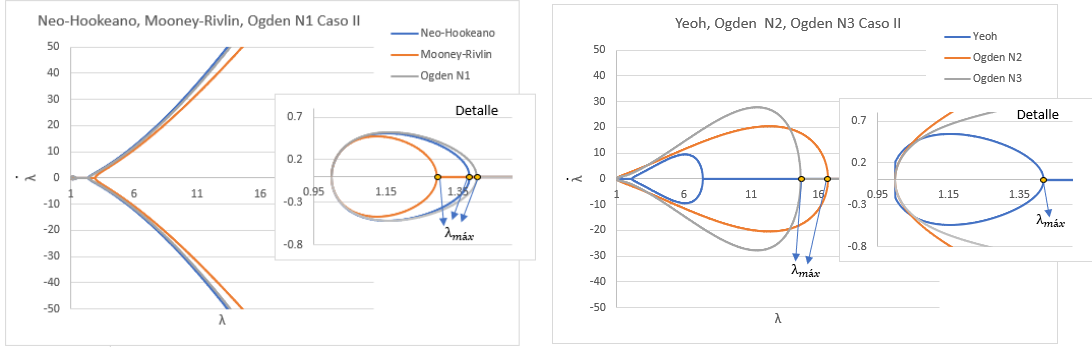 Neo-Hookeano, Mooney-Rivlin, Ogden N1 Caso II
50
40
30
20
10
0
-10
-20
-30
-40
-50
λ̇
1
6
11
16
λ
Neo-Hookeano
Mooney-Rivlin
Ogden N1
Detalle
0.7
0.2
-0.3
-0.8
0.95
1.15
1.35
λmáx
Yeoh, Ogden N2, Ogden N3 Caso II
50
40
30
20
10
0
-10
-20
-30
-40
-50
λ̇
1
6
11
16
λ
λmáx
Yeoh
Ogden N2
Ogden N3
Detalle
0.7
0.2
-0.3
-0.8
0.95
1.15
1.35
λmáx